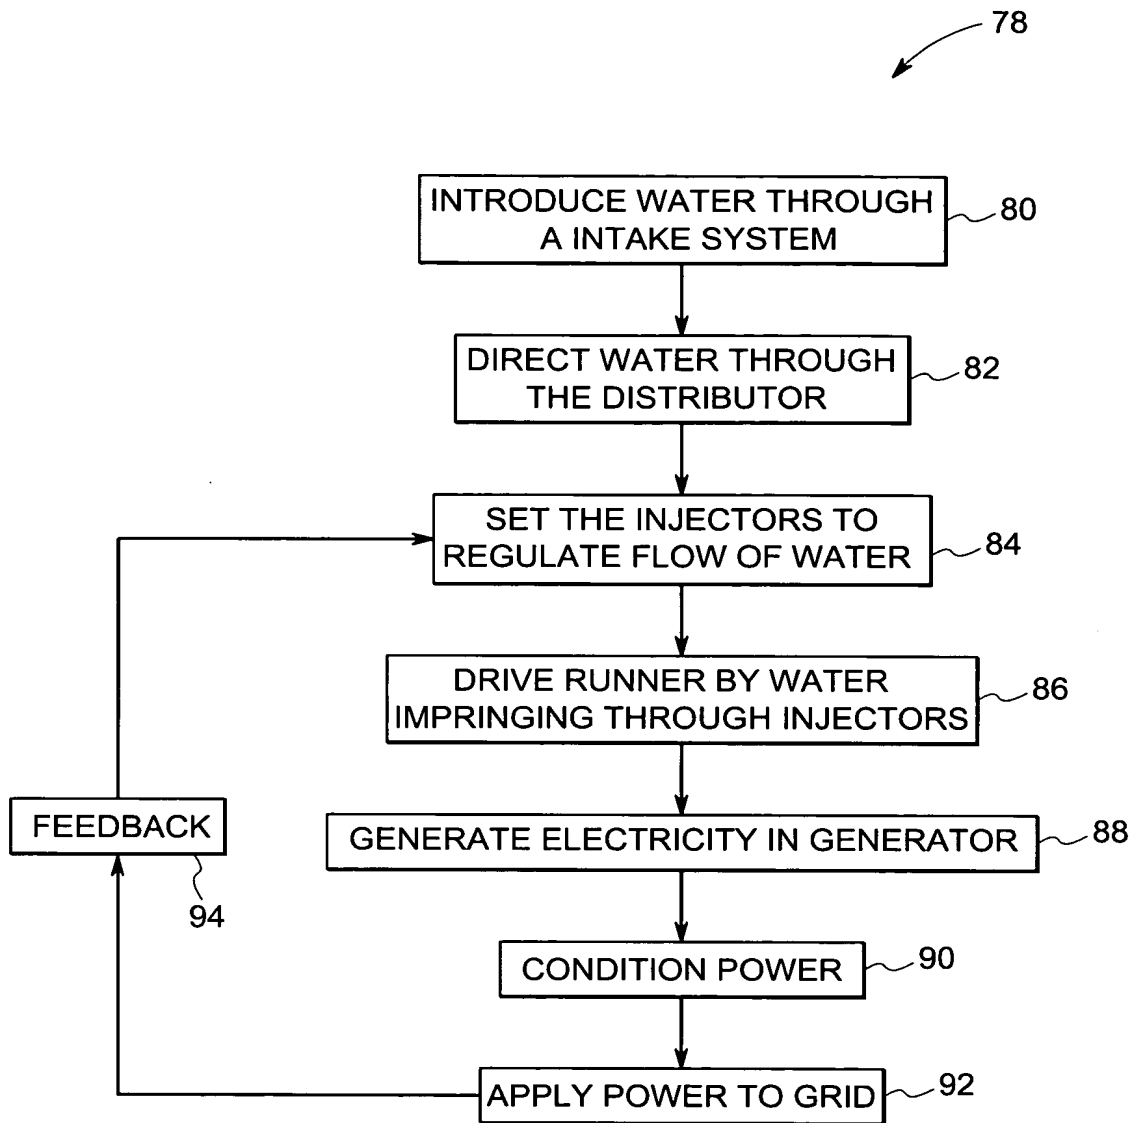 78
INTRODUCE WATER THROUGH
A INTAKE SYSTEM
80
DIRECT WATER THROUGH
THE DISTRIBUTOR
82
SET THE INJECTORS TO
REGULATE FLOW OF WATER
84
DRIVE RUNNER BY WATER
IMPRINGING THROUGH INJECTORS
86
GENERATE ELECTRICITY IN GENERATOR
88
FEEDBACK
94
CONDITION POWER
90
APPLY POWER TO GRID
92